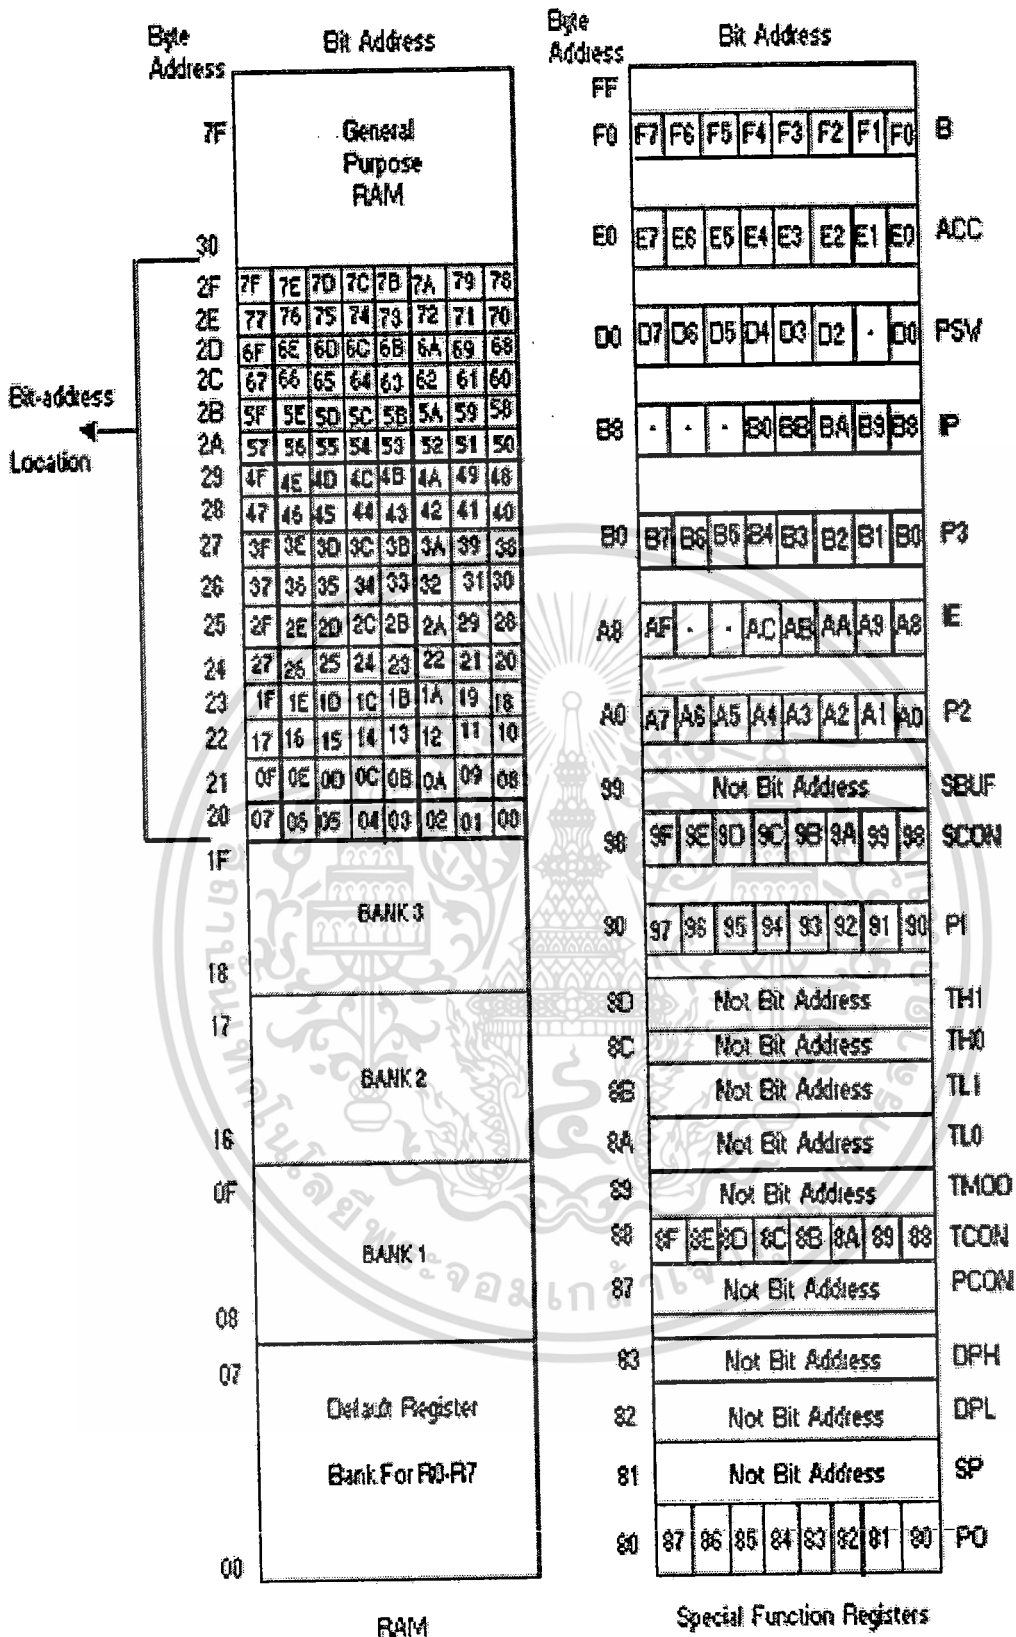 Byte Address
Bit Address
7F
General
Purpose
RAM
30
2F 7F 7E 7D 7C 7B 7A 79 78
2E 77 76 75 74 73 72 71 70
2D 6F 6E 6D 6C 6B 6A 69 68
2C 67 66 65 64 63 62 61 60
2B 5F 5E 5D 5C 5B 5A 59 58
2A 57 56 55 54 53 52 51 50
29 4F 4E 4D 4C 4B 4A 49 48
28 47 46 45 44 43 42 41 40
27 3F 3E 3D 3C 3B 3A 39 38
26 37 36 35 34 33 32 31 30
25 2F 2E 2D 2C 2B 2A 29 28
24 27 26 25 24 23 22 21 20
23 1F 1E 1D 1C 1B 1A 19 18
22 17 16 15 14 13 12 11 10
21 0F 0E 0D 0C 0B 0A 09 08
20 07 06 05 04 03 02 01 00
Bit-address
Location
1F
BANK 3
18
17
BANK 2
16
0F
BANK 1
08
07
Default Register
Bank For R0-R7
00
RAM
Byte Address
Bit Address
FF
F0 F7 F6 F5 F4 F3 F2 F1 F0 B
E0 E7 E6 E5 E4 E3 E2 E1 E0 ACC
D0 D7 D6 D5 D4 D3 D2 - D0 PSW
B8 - - - BB BA B9 B8 IP
B0 B7 B6 B5 B4 B3 B2 B1 B0 P3
A8 AF - - AC AB AA A9 A8 IE
A0 A7 A6 A5 A4 A3 A2 A1 A0 P2
99 Not Bit Address SBUF
98 9F 9E 9D 9C 9B 9A 99 98 SCON
90 97 96 95 94 93 92 91 90 P1
8D Not Bit Address TH1
8C Not Bit Address TH0
8B Not Bit Address TL1
8A Not Bit Address TL0
89 Not Bit Address TMOD
88 8F 8E 8D 8C 8B 8A 89 88 TCON
87 Not Bit Address PCON
83 Not Bit Address DPH
82 Not Bit Address DPL
81 Not Bit Address SP
80 87 86 85 84 83 82 81 80 PO
Special Function Registers